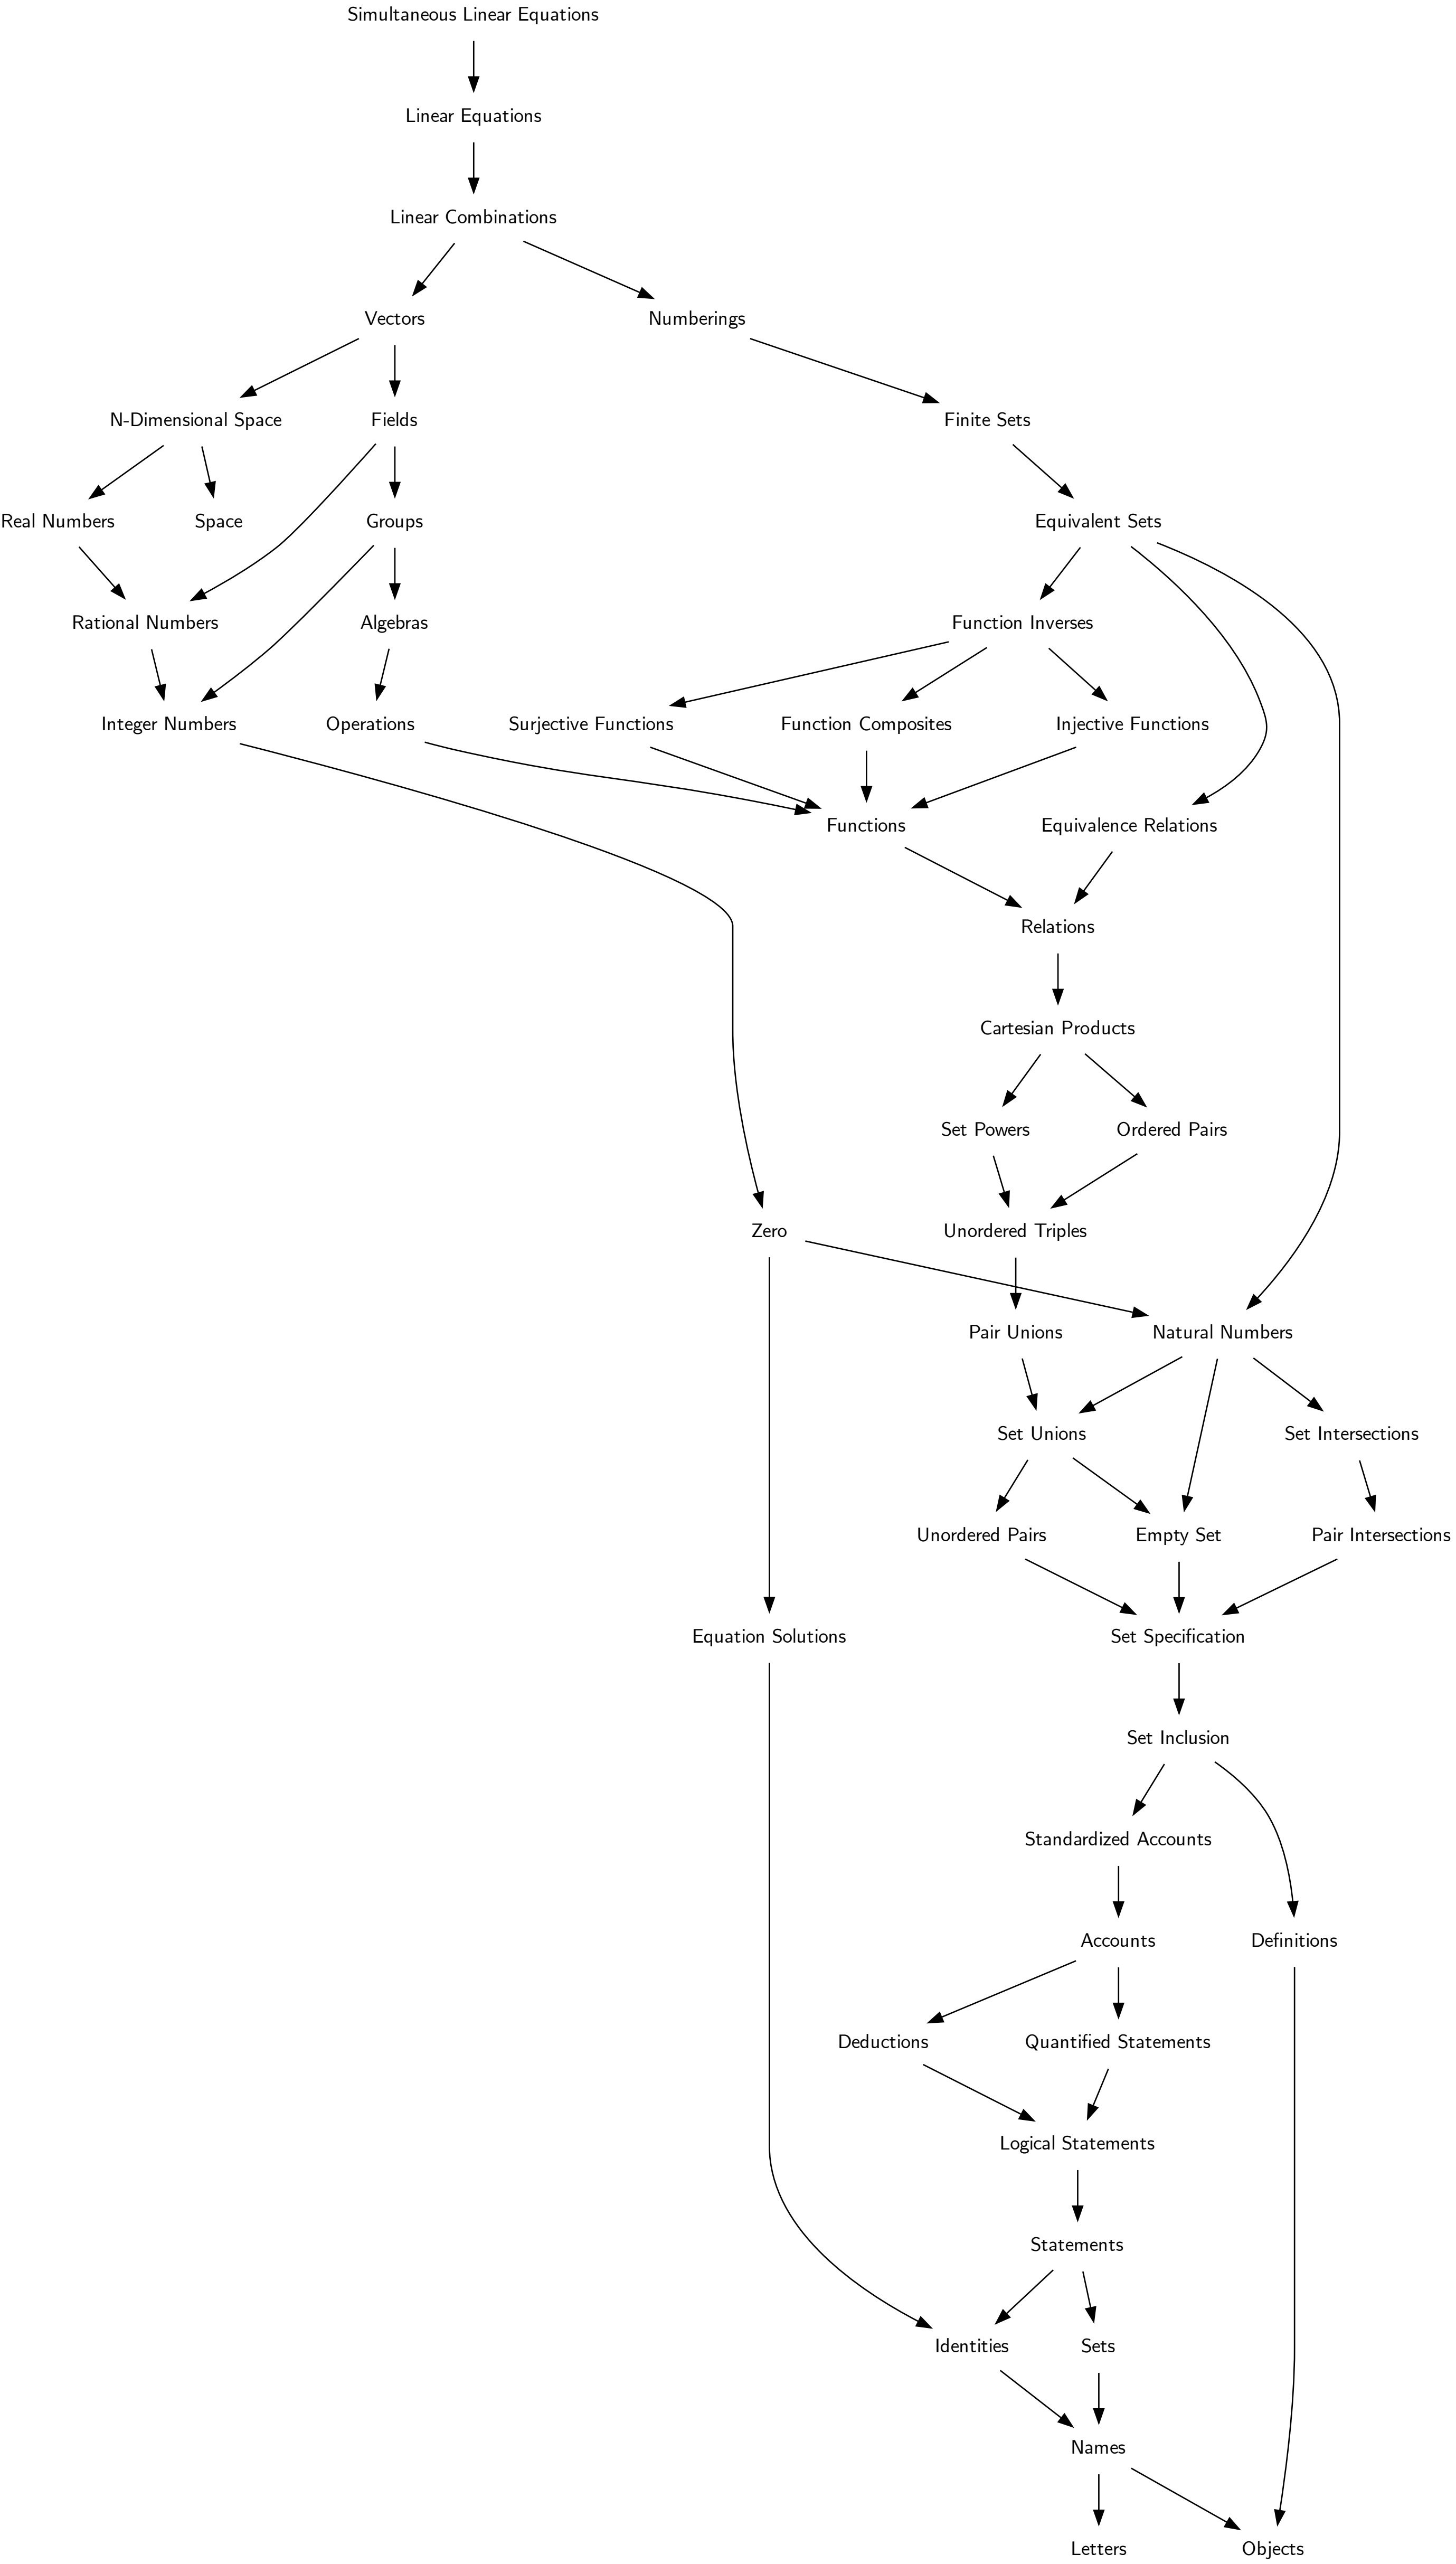 Simultaneous Linear Equations
Linear Equations
Linear Combinations
Vectors
Numberings
N-Dimensional Space
Fields
Finite Sets
Real Numbers
Space
Groups
Equivalent Sets
Rational Numbers
Algebras
Function Inverses
Integer Numbers
Operations
Surjective Functions
Function Composites
Injective Functions
Functions
Equivalence Relations
Relations
Cartesian Products
Set Powers
Ordered Pairs
Zero
Unordered Triples
Pair Unions
Natural Numbers
Set Unions
Set Intersections
Unordered Pairs
Empty Set
Pair Intersections
Equation Solutions
Set Specification
Set Inclusion
Standardized Accounts
Accounts
Definitions
Deductions
Quantified Statements
Logical Statements
Statements
Identities
Sets
Names
Letters
Objects